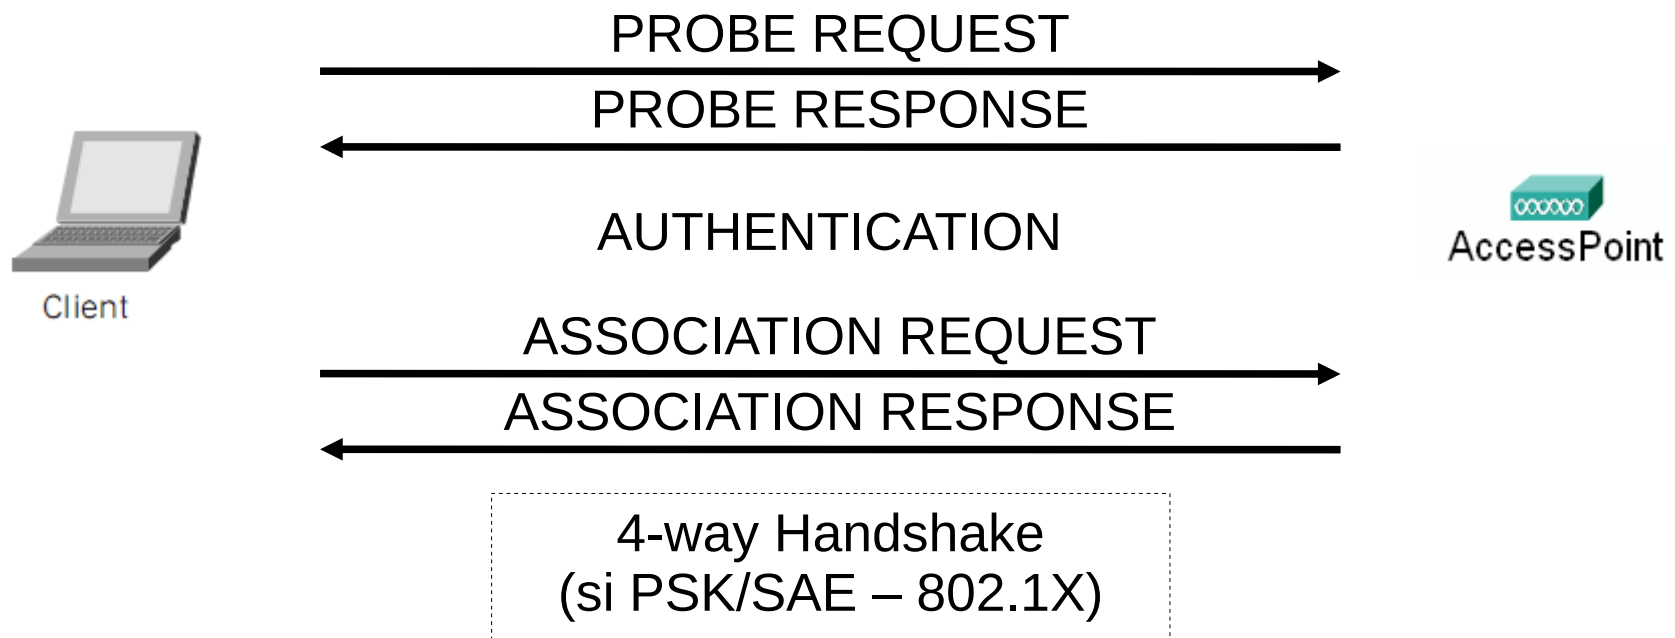 PROBE REQUEST
PROBE RESPONSE
AUTHENTICATION
AccessPoint
Client
ASSOCIATION REQUEST
ASSOCIATION RESPONSE
4-way Handshake
(si PSK/SAE – 802.1X)